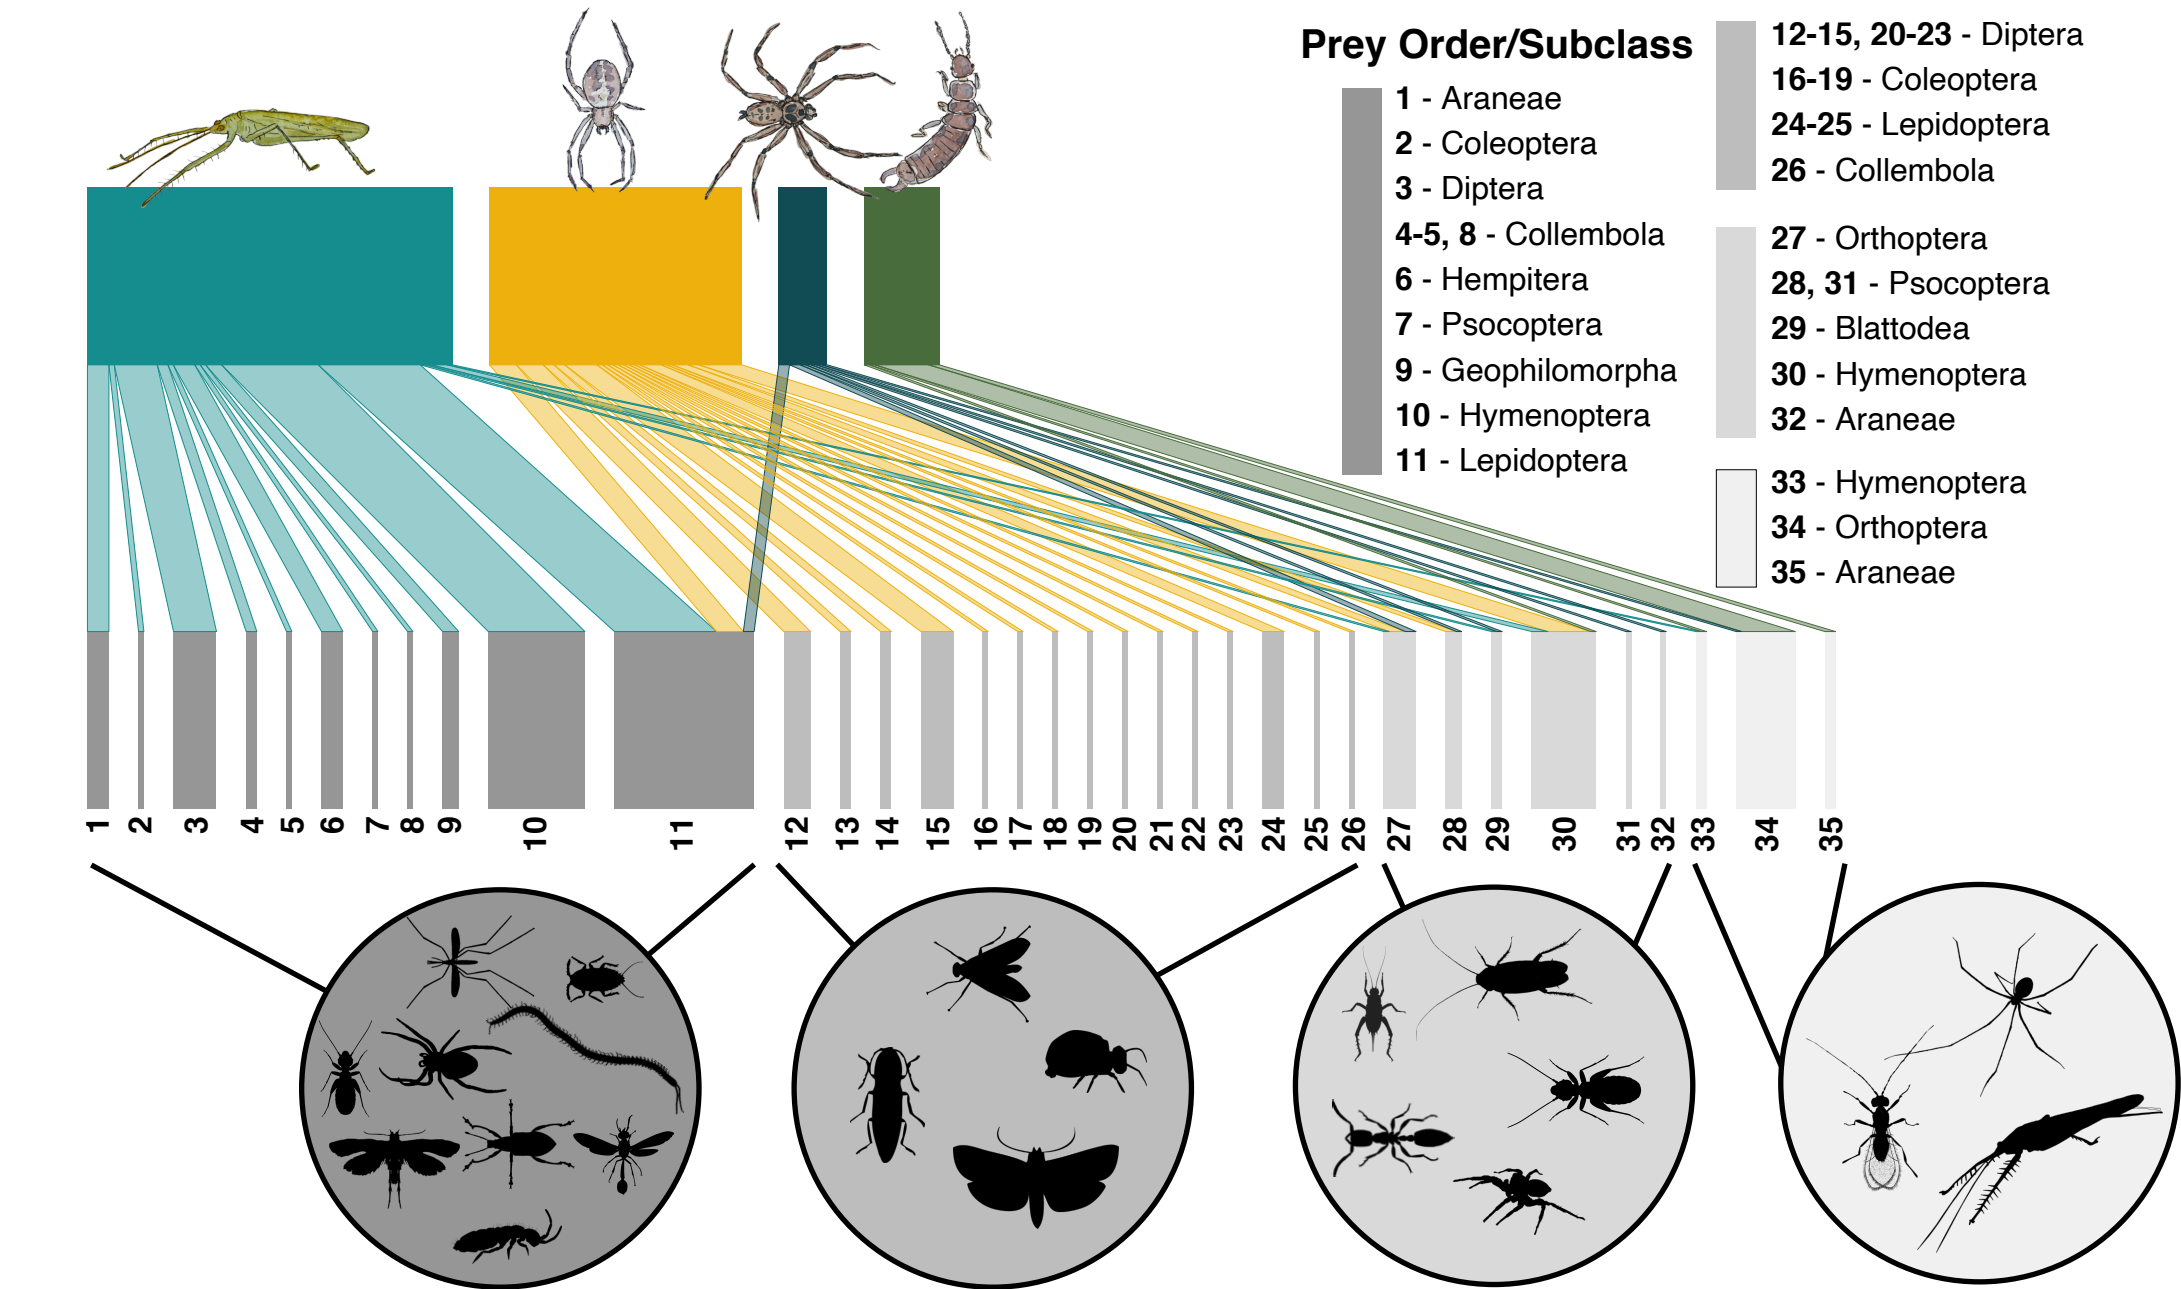 Prey Order/Subclass
1 - Araneae
2 - Coleoptera
3 - Diptera
4-5, 8 - Collembola
6 - Hempitera
7 - Psocoptera
9 - Geophilomorpha
10 - Hymenoptera
11 - Lepidoptera
12-15, 20-23 - Diptera
16-19 - Coleoptera
24-25 - Lepidoptera
26 - Collembola
27 - Orthoptera
28, 31 - Psocoptera
29 - Blattodea
30 - Hymenoptera
32 - Araneae
33 - Hymenoptera
34 - Orthoptera
35 - Araneae
1 2 3 4 5 6 7 8 9 10 11 12 13 14 15 16 17 18 19 20 21 22 23 24 25 26 27 28 29 30 31 32 33 34 35